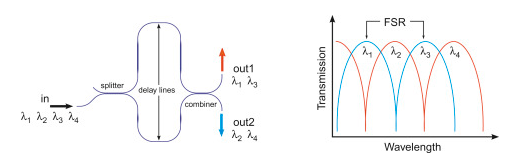 splitter
delay lines
combiner
in
λ1 λ2 λ3 λ4
out1
λ1 λ3
out2
λ2 λ4
FSR
λ1 λ2 λ3 λ4
Transmission
Wavelength